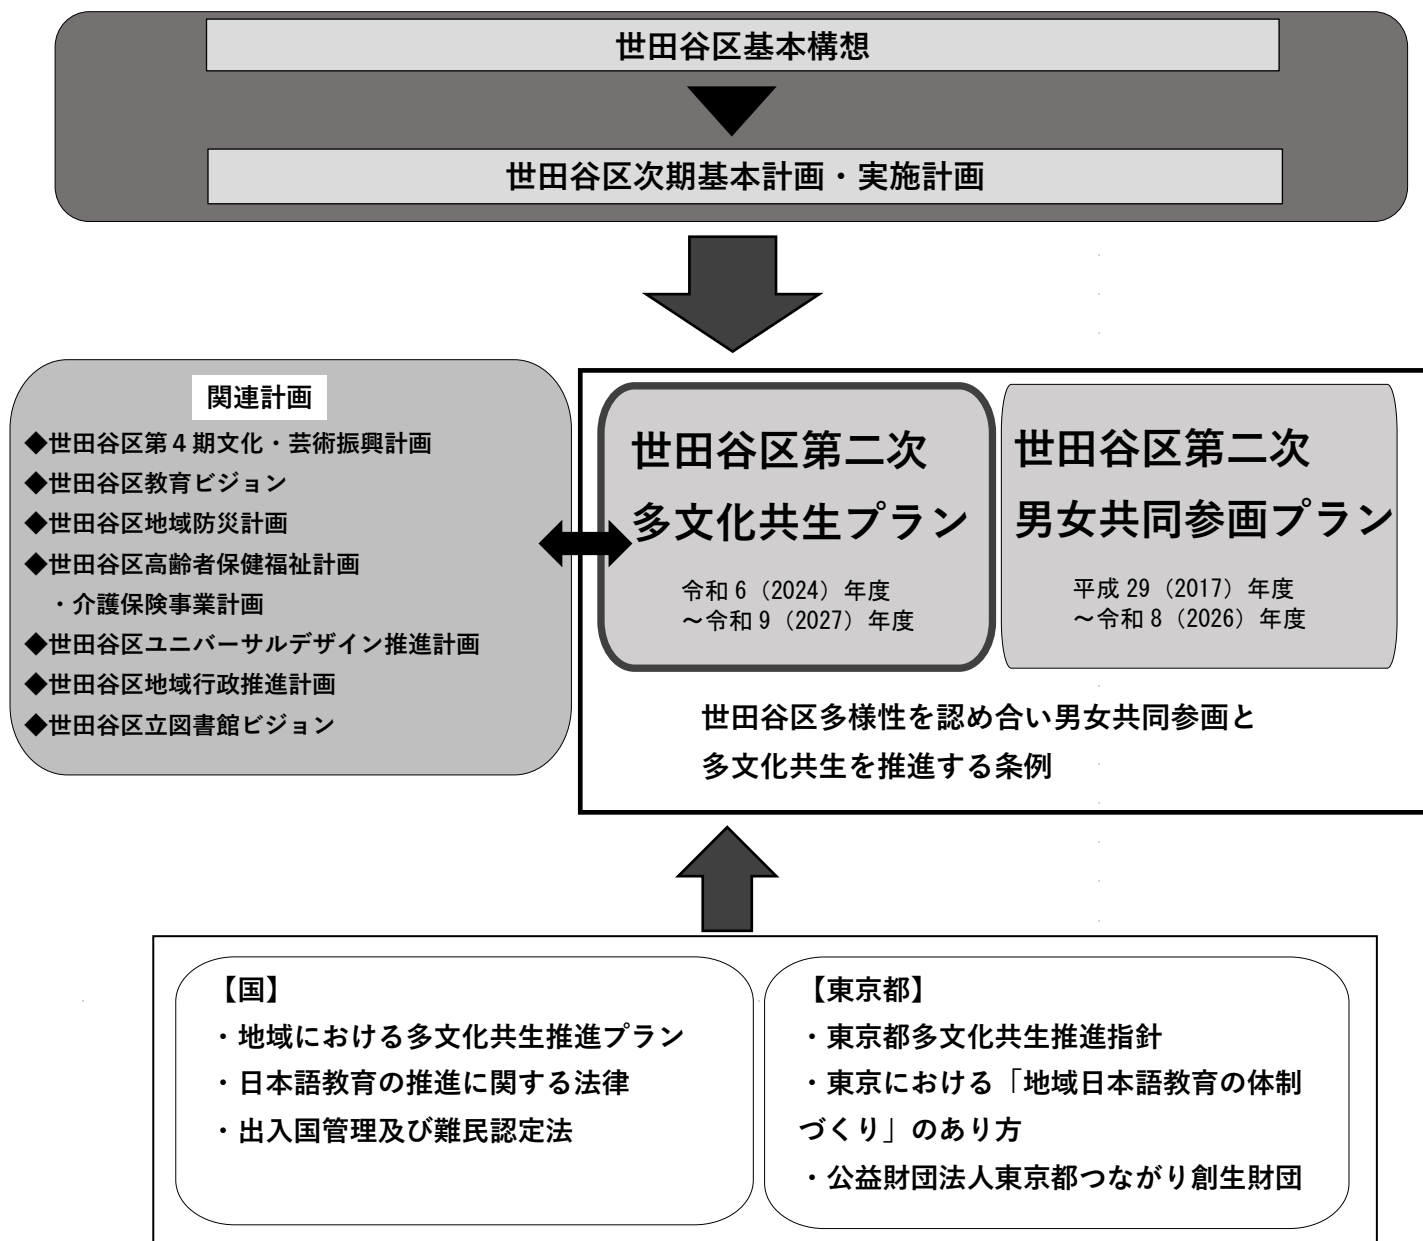 世田谷区基本構想
世田谷区次期基本計画・実施計画
関連計画
◆世田谷区第４期文化・芸術振興計画
◆世田谷区教育ビジョン
◆世田谷区地域防災計画
◆世田谷区高齢者保健福祉計画
・介護保険事業計画
◆世田谷区ユニバーサルデザイン推進計画
◆世田谷区地域行政推進計画
◆世田谷区立図書館ビジョン
世田谷区第二次
多文化共生プラン
令和６（2024）年度
～令和９（2027）年度
世田谷区第二次
男女共同参画プラン
平成 29（2017）年度
～令和８（2026）年度
世田谷区多様性を認め合い男女共同参画と
多文化共生を推進する条例
【国】
・地域における多文化共生推進プラン
・日本語教育の推進に関する法律
・出入国管理及び難民認定法
【東京都】
・東京都多文化共生推進指針
・東京における「地域日本語教育の体制
づくり」のあり方
・公益財団法人東京都つながり創生財団